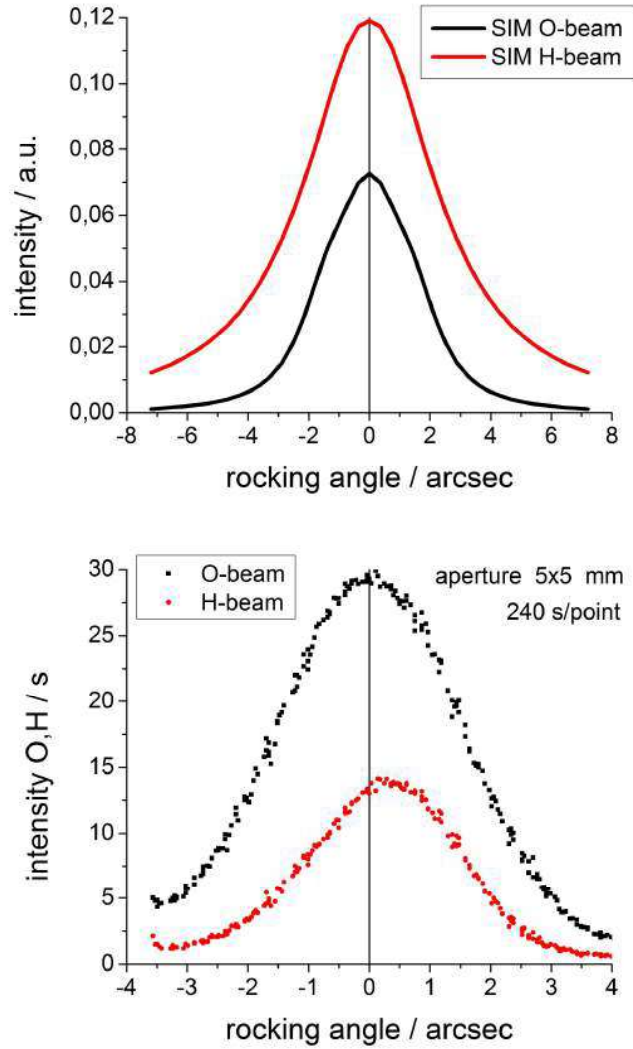 0,12
0,10
0,08
0,06
0,04
0,02
0,00
intensity / a.u.
SIM O-beam
SIM H-beam
-8 -6 -4 -2 0 2 4 6 8
rocking angle / arcsec
30
25
20
15
10
5
0
intensity O,H / s
O-beam
H-beam
aperture 5x5 mm
240 s/point
-4 -3 -2 -1 0 1 2 3 4
rocking angle / arcsec